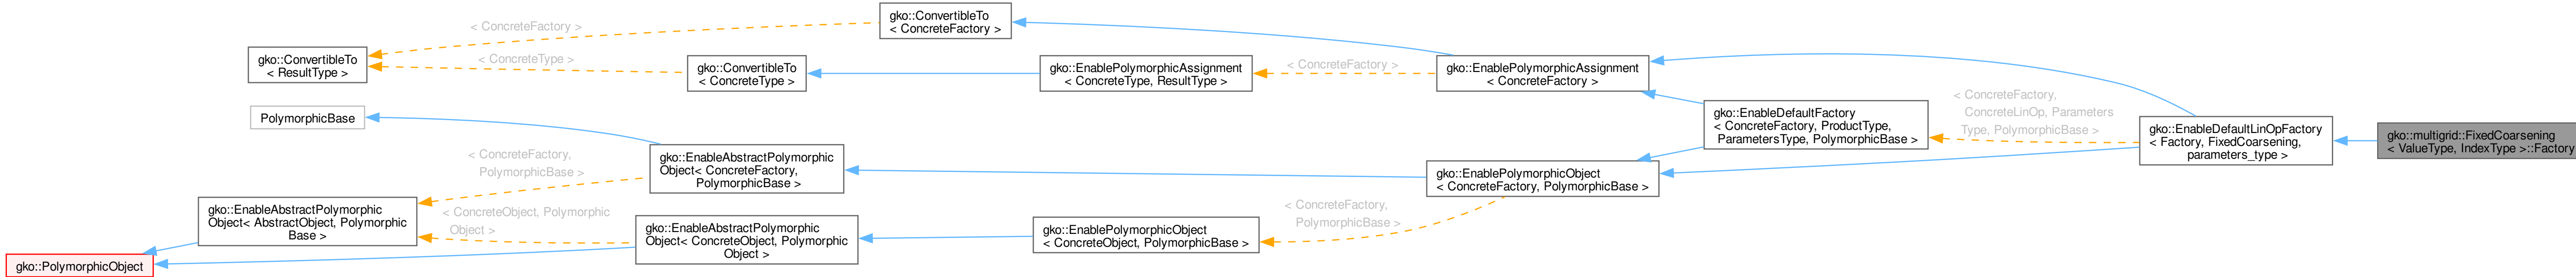 gko::ConvertibleTo
< ResultType >
< ConcreteFactory >
< ConcreteType >
gko::ConvertibleTo
< ConcreteFactory >
gko::ConvertibleTo
< ConcreteType >
gko::EnablePolymorphicAssignment
< ConcreteType, ResultType >
< ConcreteFactory >
gko::EnablePolymorphicAssignment
< ConcreteFactory >
PolymorphicBase
gko::EnableDefaultFactory
< ConcreteFactory, ProductType,
ParametersType, PolymorphicBase >
< ConcreteFactory,
ConcreteLinOp, Parameters
Type, PolymorphicBase >
gko::EnableDefaultLinOpFactory
< Factory, FixedCoarsening,
parameters_type >
gko::multigrid::FixedCoarsening
< ValueType, IndexType >::Factory
< ConcreteFactory,
PolymorphicBase >
gko::EnableAbstractPolymorphic
Object< ConcreteFactory,
PolymorphicBase >
gko::EnablePolymorphicObject
< ConcreteFactory, PolymorphicBase >
gko::EnableAbstractPolymorphic
Object< AbstractObject, Polymorphic
Base >
< ConcreteObject, Polymorphic
Object >
gko::EnableAbstractPolymorphic
Object< ConcreteObject, Polymorphic
Object >
gko::EnablePolymorphicObject
< ConcreteObject, PolymorphicBase >
< ConcreteFactory,
PolymorphicBase >
gko::PolymorphicObject